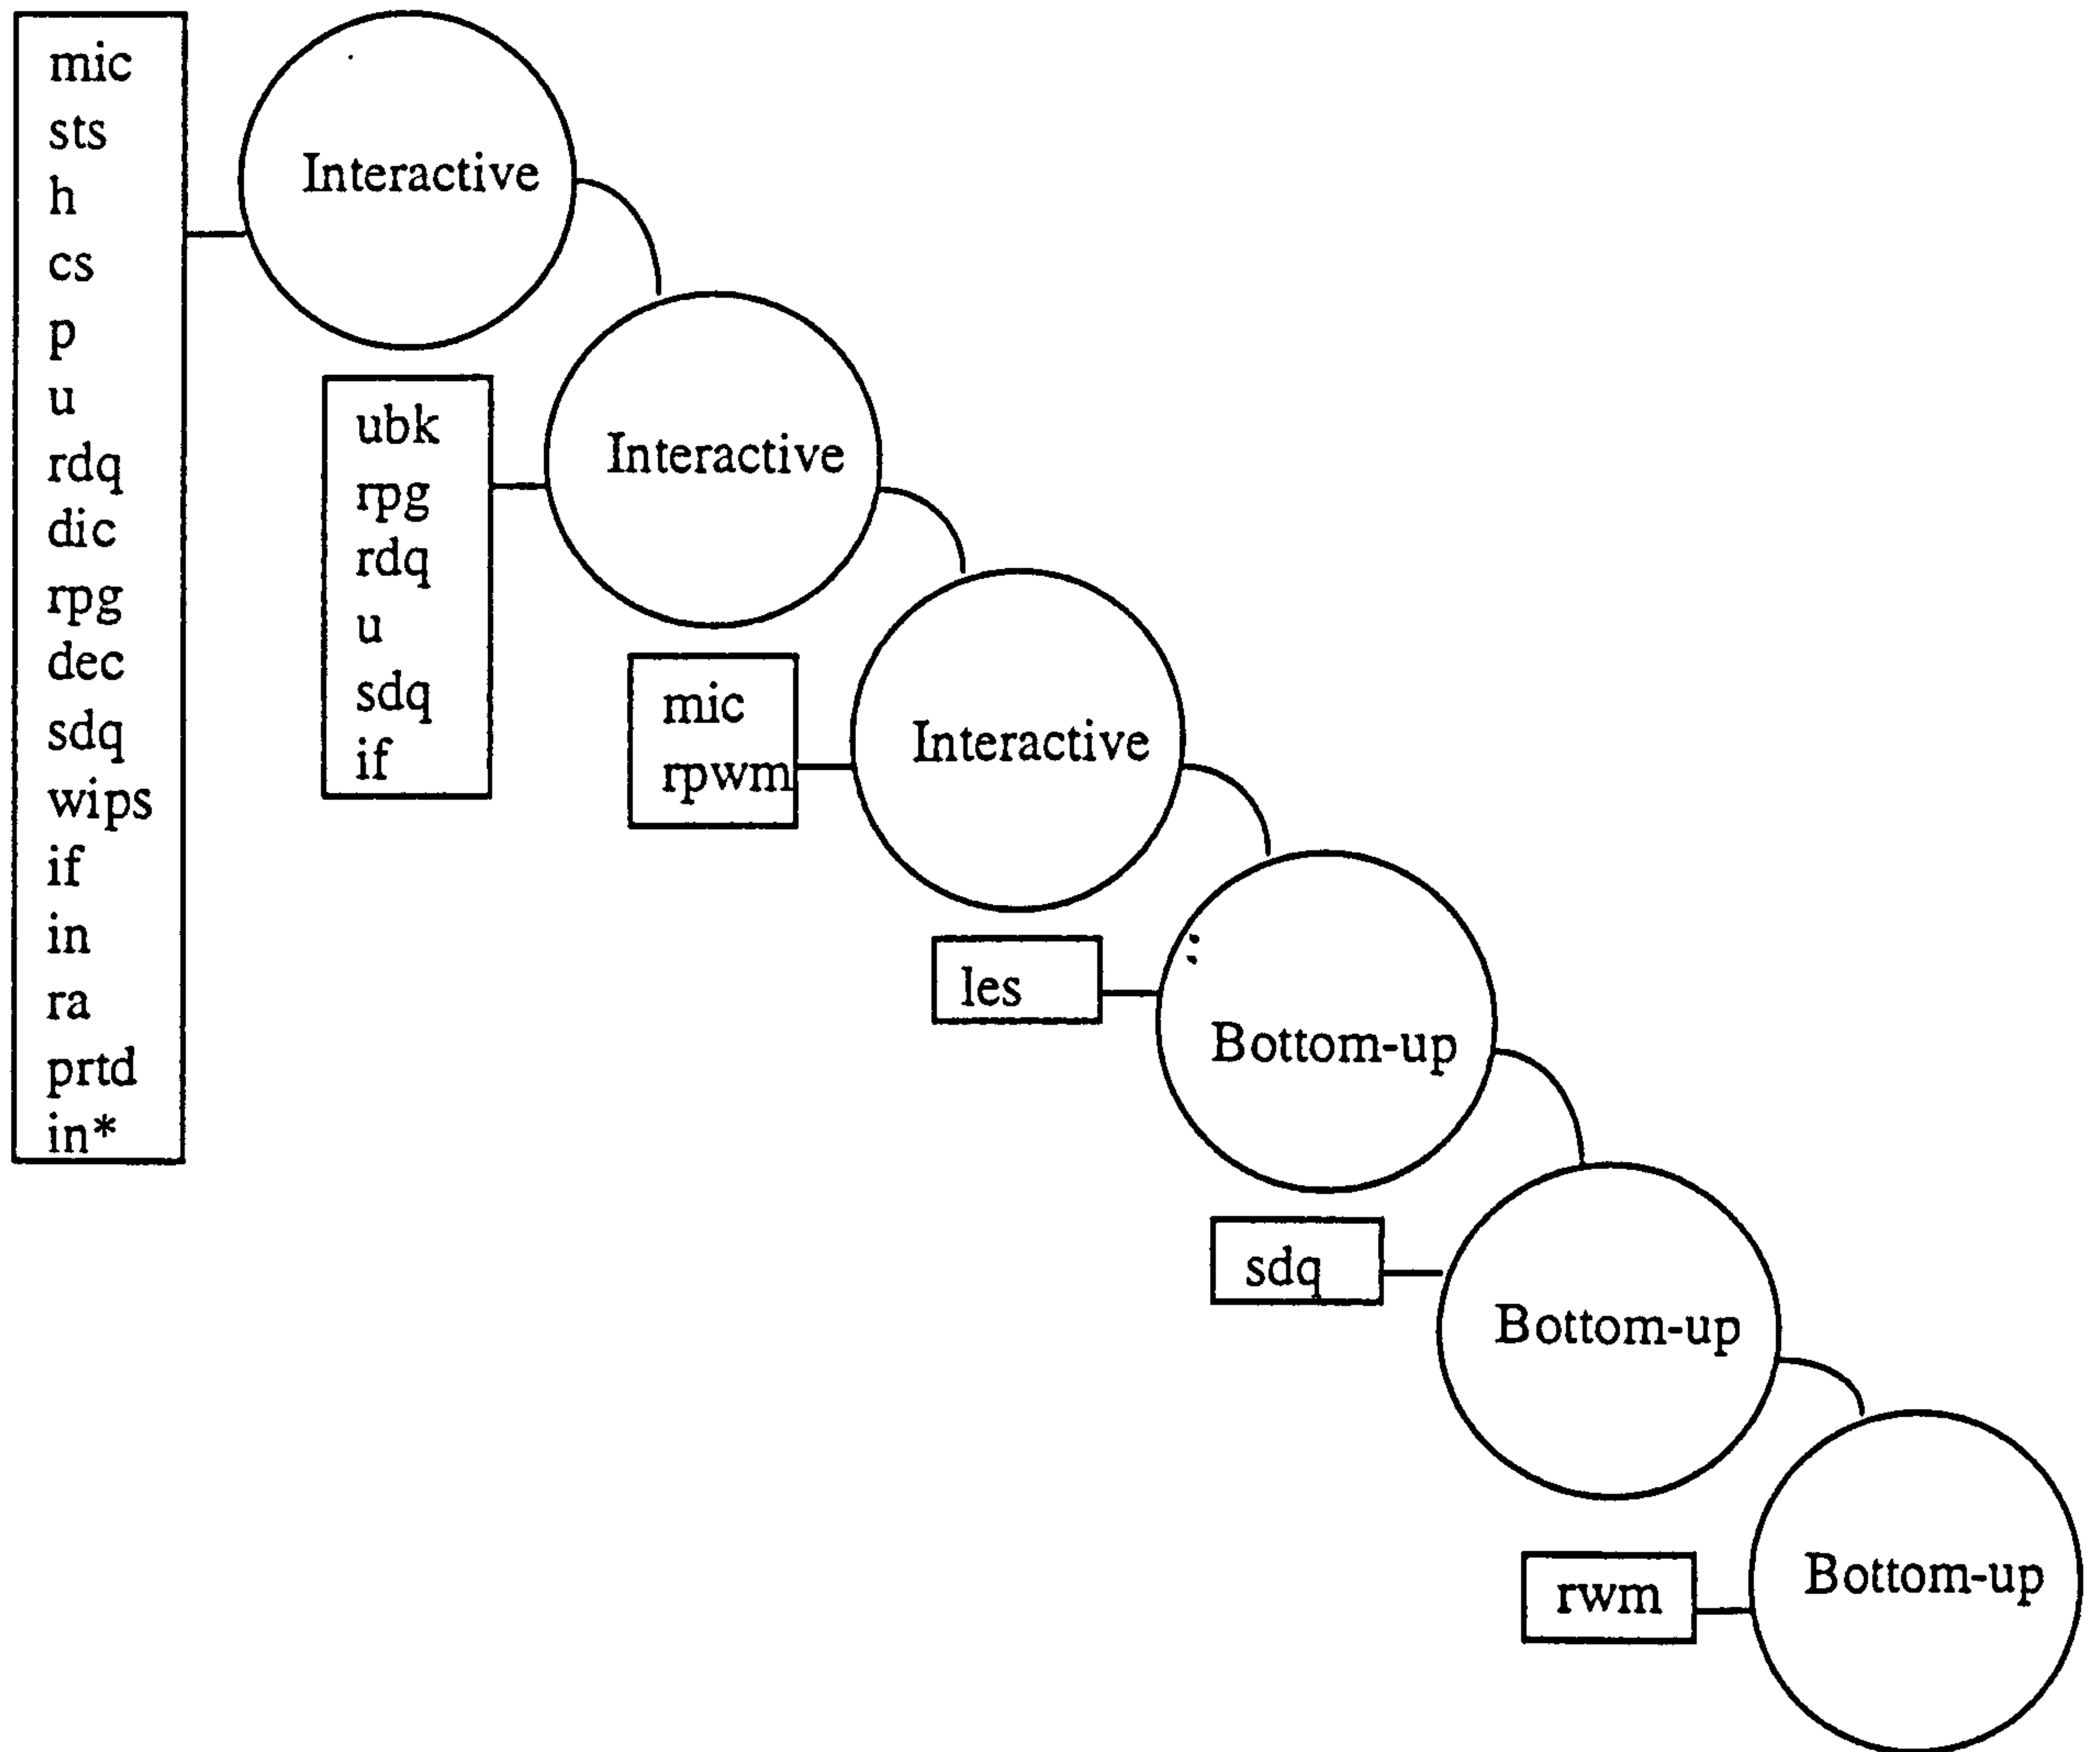 mic
sts
h
cs
p
u
rdq
dic
rpg
dec
sdq
wips
if
in
ra
prtd
in*
Interactive
ubk
rpg
rdq
u
sdq
if
Interactive
mic
rpwm
Interactive
les
Bottom-up
sdq
Bottom-up
rwm
Bottom-up